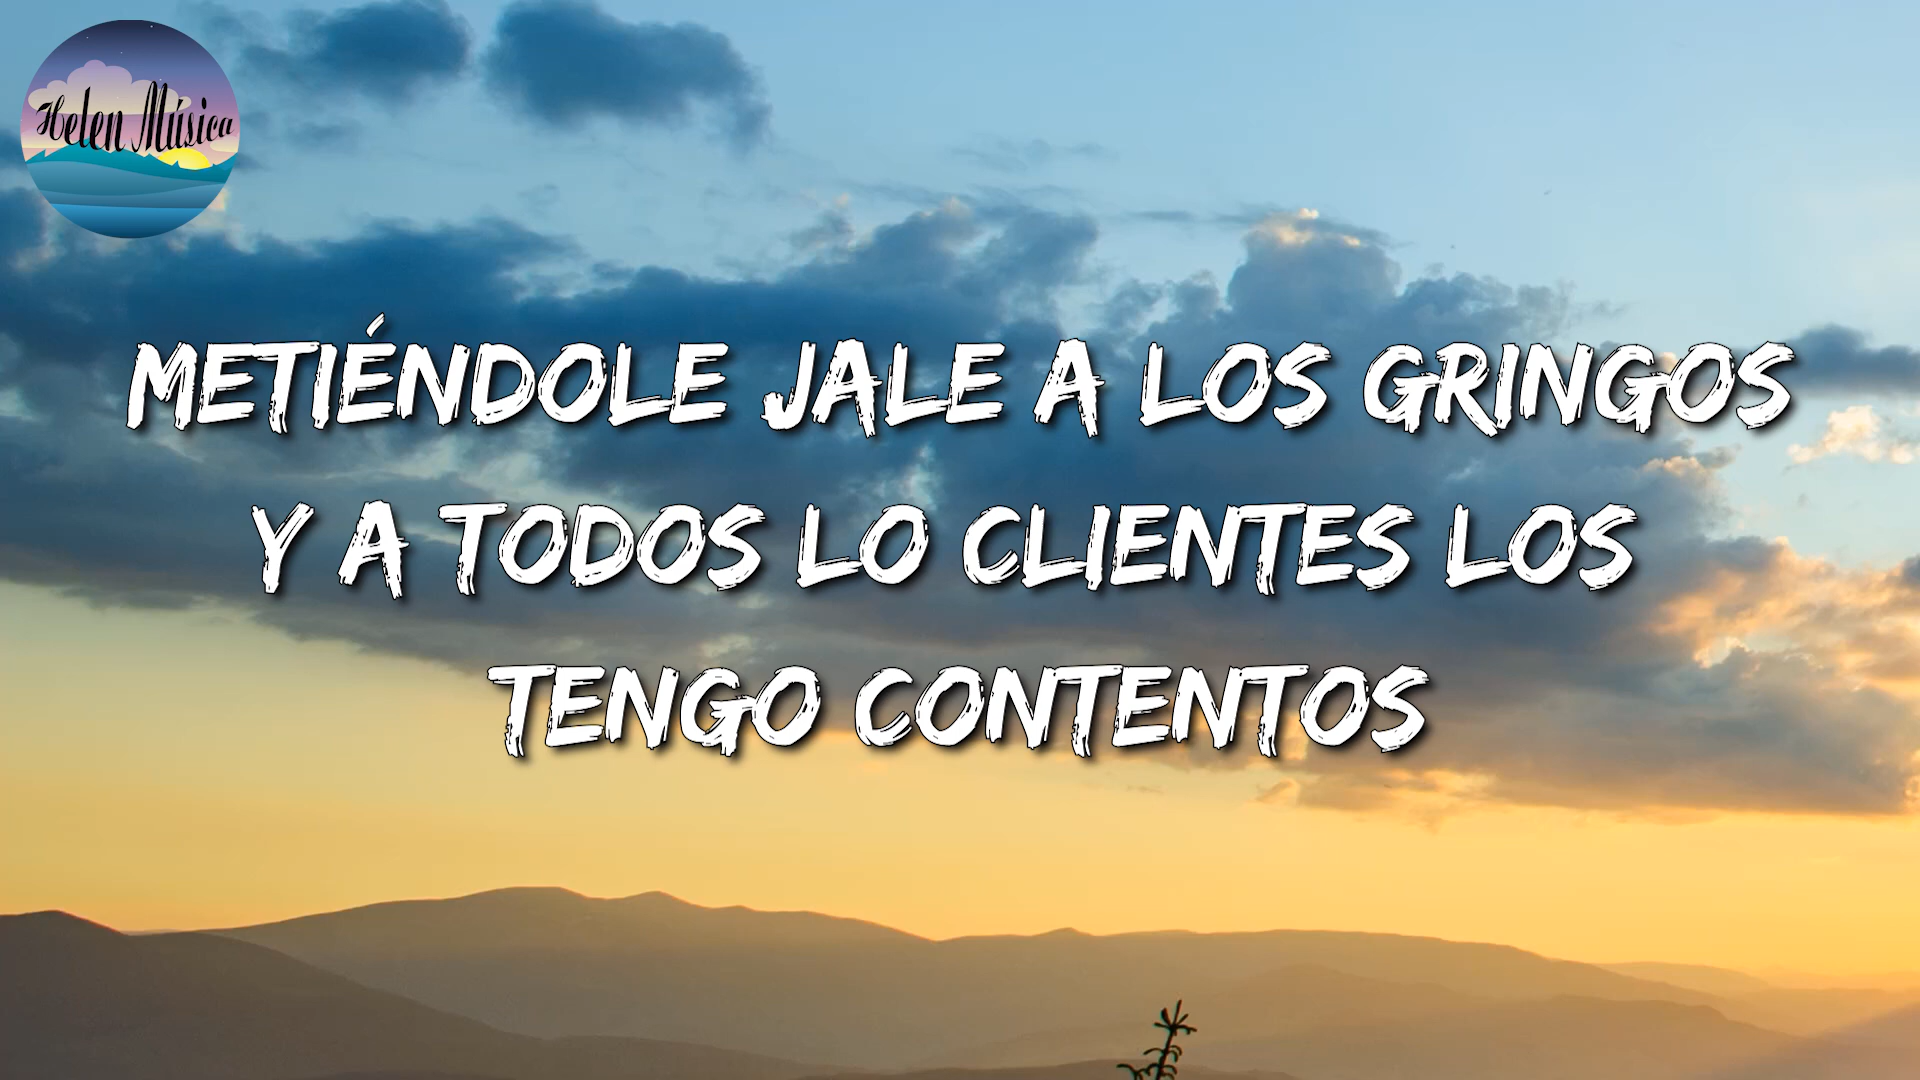 Helen Música
METIÉNDOLE JALE A LOS GRINGOS
Y A TODOS LO CLIENTES LOS
TENGO CONTENTOS